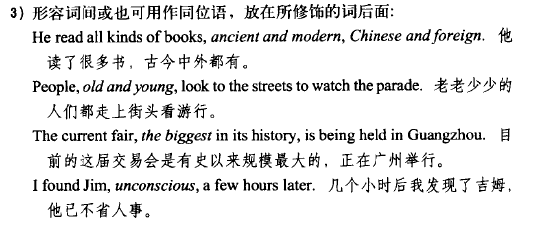 3) 形容词间或也可用作同位语，放在所修饰的词后面：
He read all kinds of books, ancient and modern, Chinese and foreign. 他
读了很多书，古今中外都有。
People, old and young, look to the streets to watch the parade. 老老少少的
人们都走上街头看游行。
The current fair, the biggest in its history, is being held in Guangzhou. 目
前的这届交易会是有史以来规模最大的，正在广州举行。
I found Jim, unconscious, a few hours later. 几个小时后我发现了吉姆，
他已不省人事。